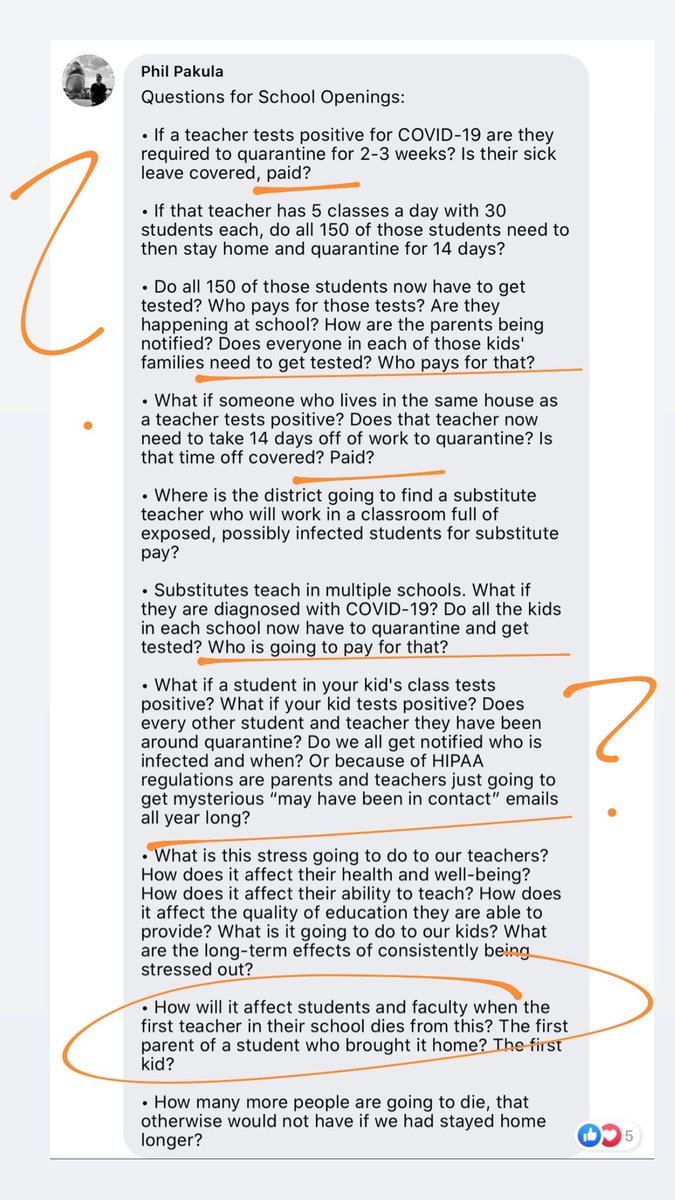 Phil Pakula
Questions for School Openings:
• If a teacher tests positive for COVID-19 are they
required to quarantine for 2-3 weeks? Is their sick
leave covered, paid?
• If that teacher has 5 classes a day with 30
students each, do all 150 of those students need to
then stay home and quarantine for 14 days?
• Do all 150 of those students now have to get
tested? Who pays for those tests? Are they
happening at school? How are the parents being
notified? Does everyone in each of those kids'
families need to get tested? Who pays for that?
• What if someone who lives in the same house as
a teacher tests positive? Does that teacher now
need to take 14 days off of work to quarantine? Is
that time off covered? Paid?
• Where is the district going to find a substitute
teacher who will work in a classroom full of
exposed, possibly infected students for substitute
pay?
• Substitutes teach in multiple schools. What if
they are diagnosed with COVID-19? Do all the kids
in each school now have to quarantine and get
tested? Who is going to pay for that?
• What if a student in your kid's class tests
positive? What if your kid tests positive? Does
every other student and teacher they have been
around quarantine? Do we all get notified who is
infected and when? Or because of HIPAA
regulations are parents and teachers just going to
get mysterious “may have been in contact” emails
all year long?
• What is this stress going to do to our teachers?
How does it affect their health and well-being?
How does it affect their ability to teach? How does
it affect the quality of education they are able to
provide? What is it going to do to our kids? What
are the long-term effects of consistently being
stressed out?
• How will it affect students and faculty when the
first teacher in their school dies from this? The first
parent of a student who brought it home? The first
kid?
• How many more people are going to die, that
otherwise would not have if we had stayed home
longer?
5
?
?